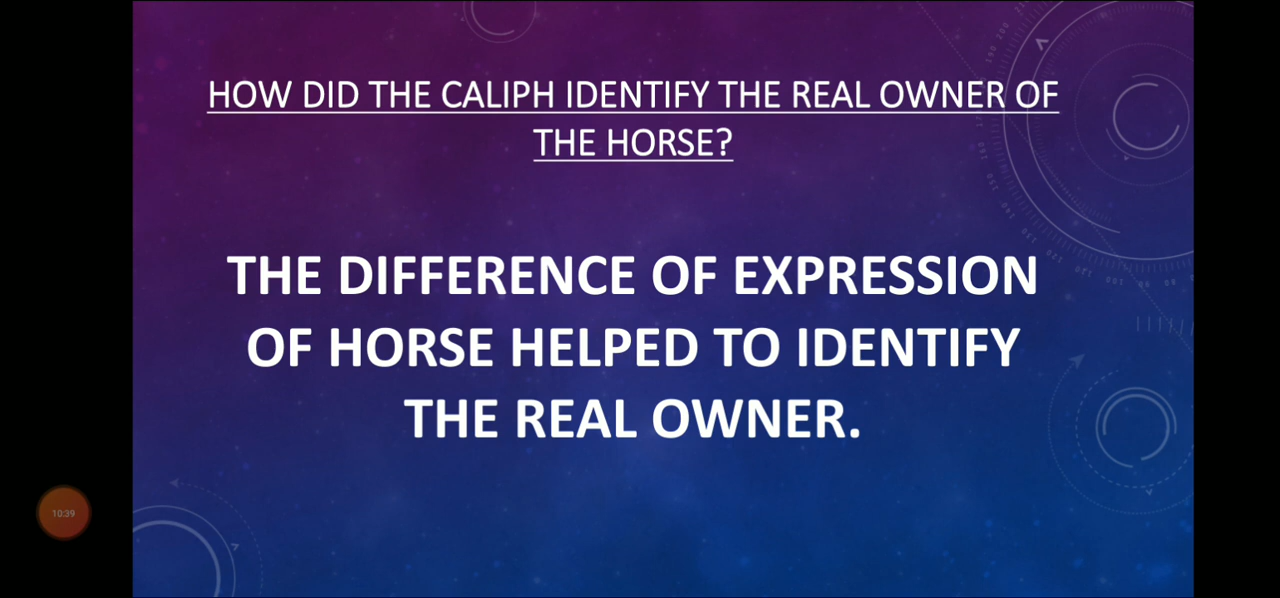 HOW DID THE CALIPH IDENTIFY THE REAL OWNER OF
THE HORSE?
THE DIFFERENCE OF EXPRESSION
OF HORSE HELPED TO IDENTIFY
THE REAL OWNER.
10:39